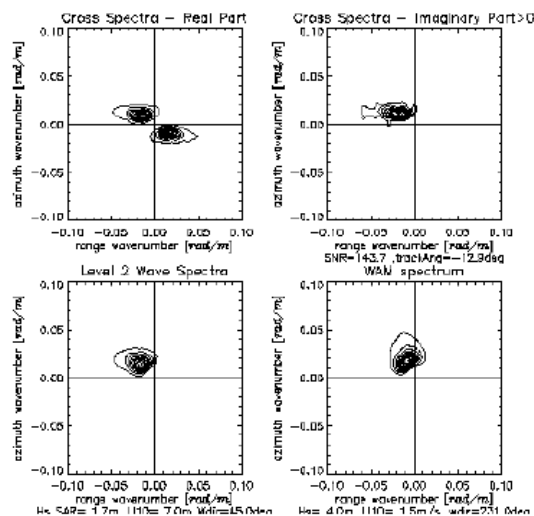 Cross Spectra - Real Part
Cross Spectra - Imaginary Part>0
azimuth wavenumber [rad/m]
0.10
0.05
0.00
-0.05
-0.10
-0.10 -0.05 0.00 0.05 0.10
range wavenumber [rad/m]
azimuth wavenumber [rad/m]
0.10
0.05
0.00
-0.05
-0.10
-0.10 -0.05 0.00 0.05 0.10
range wavenumber [rad/m]
SNR=143.7 ,trackAng=-12.9deg
Level 2 Wave Spectra
WAM spectrum
azimuth wavenumber [rad/m]
0.10
0.05
0.00
-0.05
-0.10
-0.10 -0.05 0.00 0.05 0.10
range wavenumber [rad/m]
Hs SAR= 1.7m, U10= 7.0m, Wdir=45.0deg
azimuth wavenumber [rad/m]
0.10
0.05
0.00
-0.05
-0.10
-0.10 -0.05 0.00 0.05 0.10
range wavenumber [rad/m]
Hs= 4.0m, U10= 1.5m/s, wdir=231.0deg